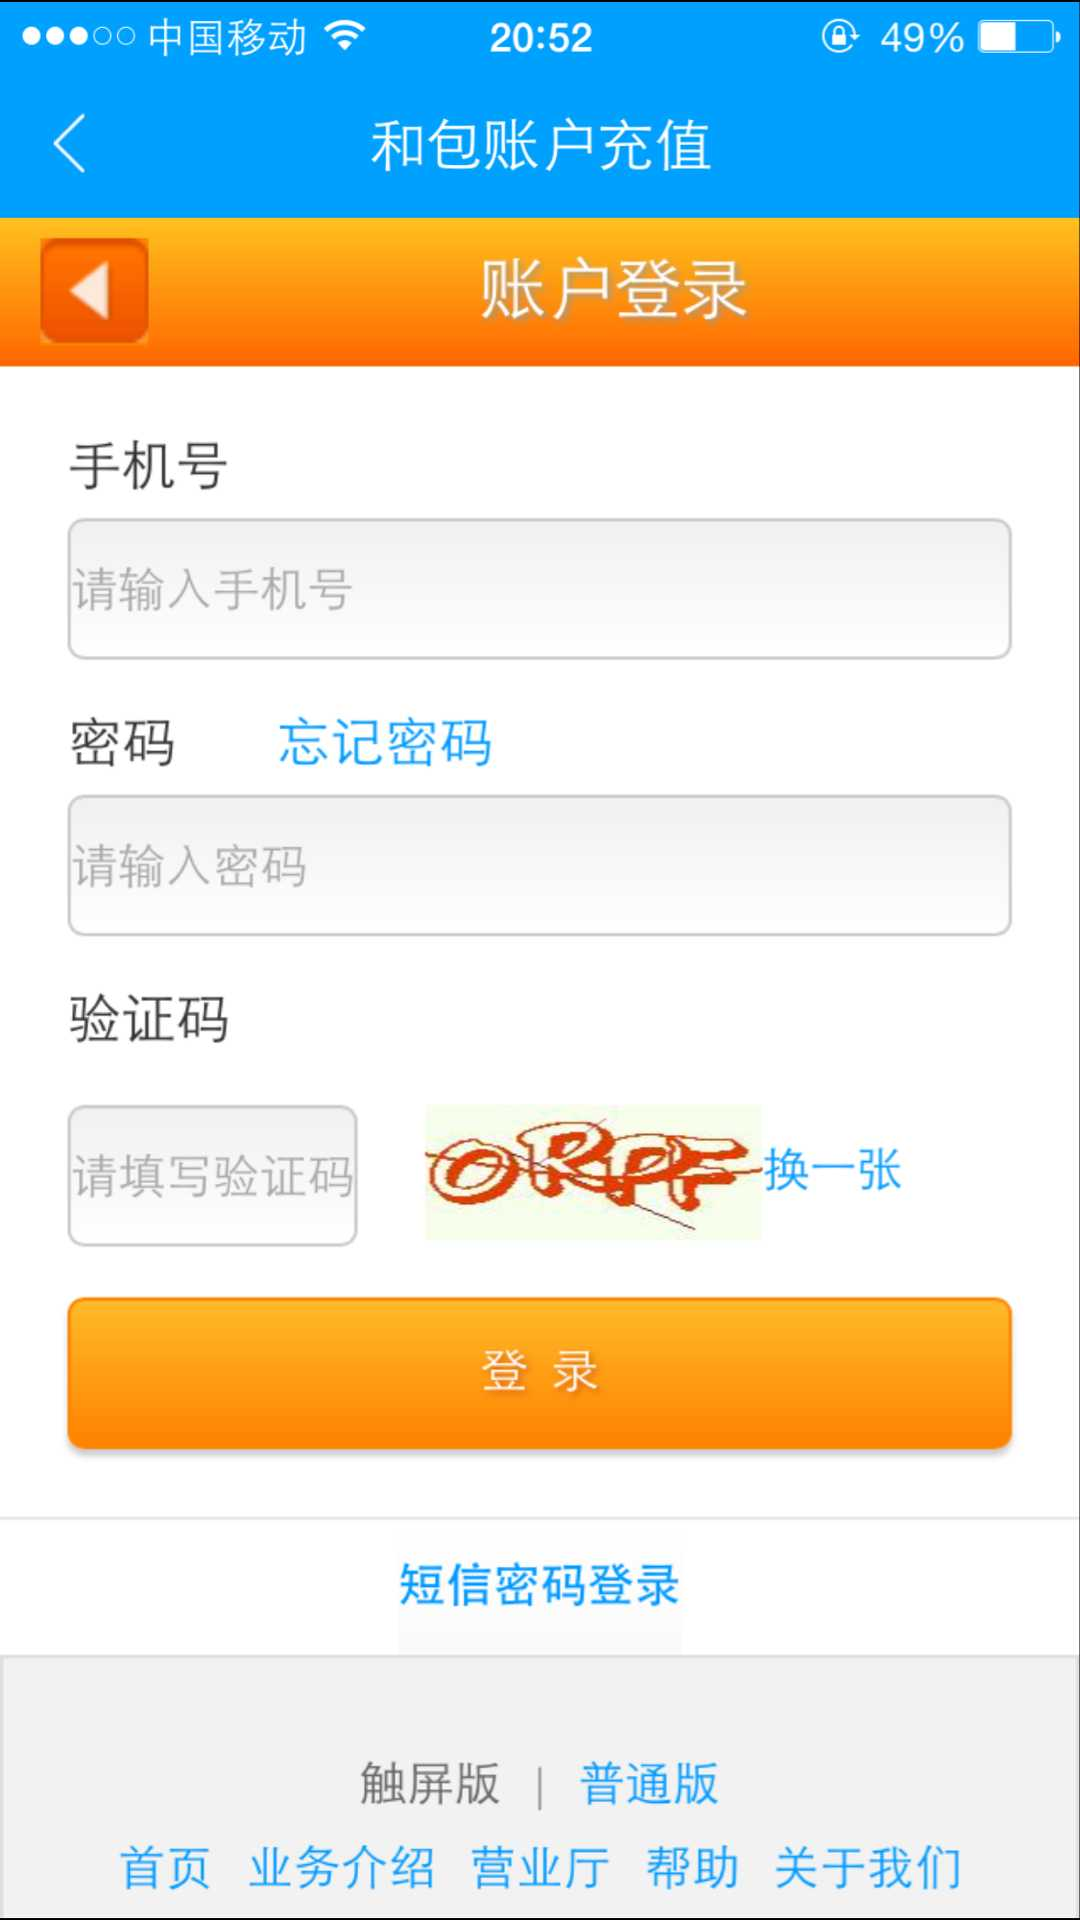 中国移动 20:52 49%
和包账户充值
账户登录
手机号
请输入手机号
密码 忘记密码
请输入密码
验证码
请填写验证码 ORPF 换一张
登 录
短信密码登录
触屏版 | 普通版
首页 业务介绍 营业厅 帮助 关于我们